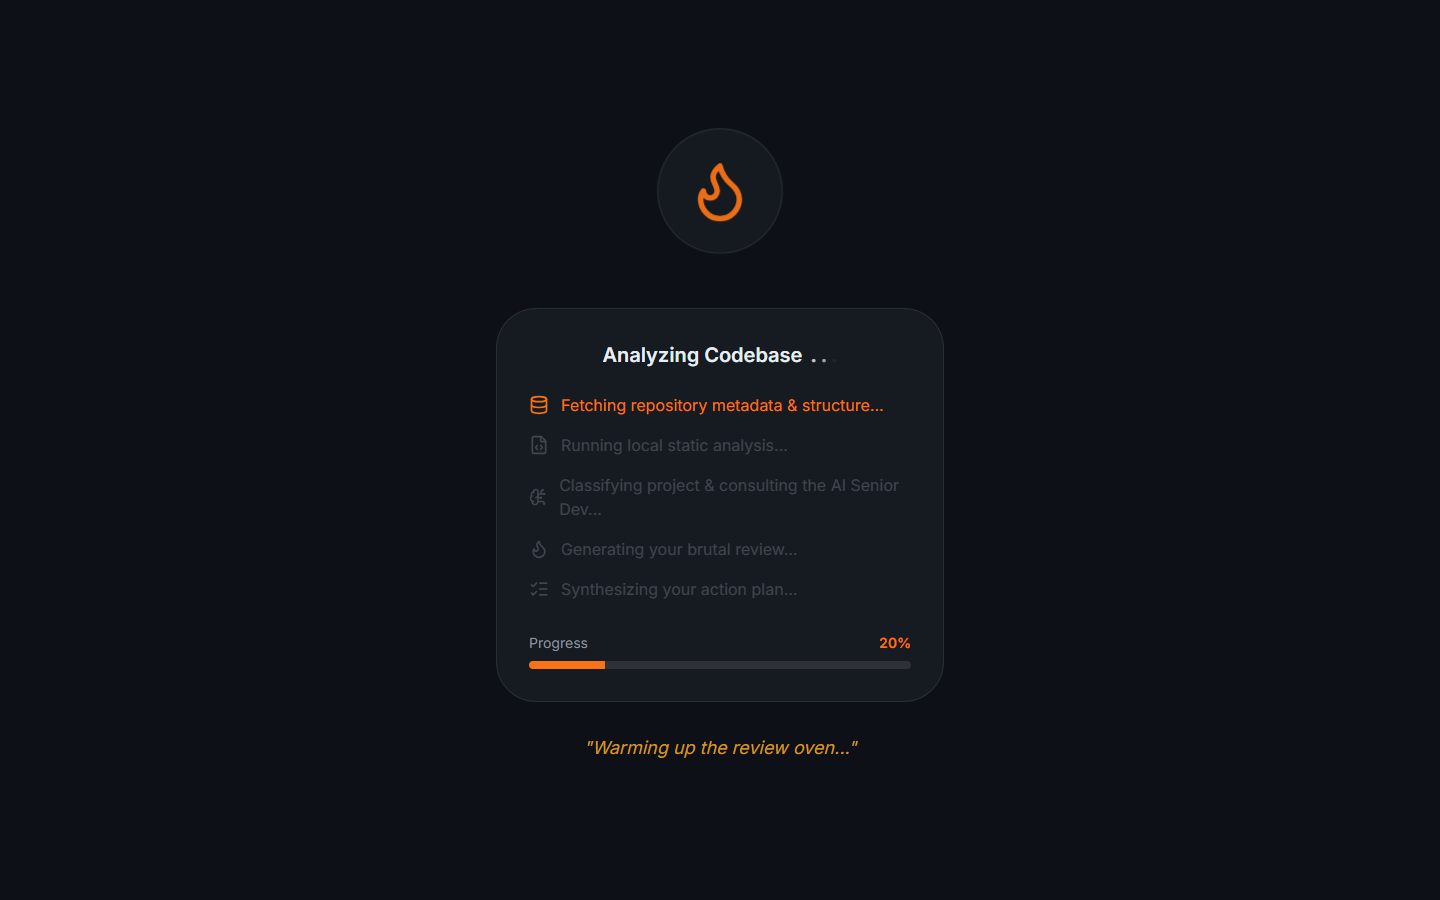 Analyzing Codebase ...
Fetching repository metadata & structure...
Running local static analysis...
Classifying project & consulting the AI Senior
Dev...
Generating your brutal review...
Synthesizing your action plan...
Progress 20%
"Warming up the review oven..."